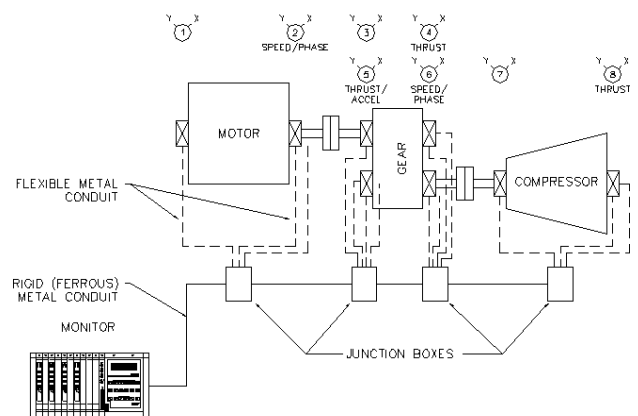 Y X Y X Y X Y X
1 2 3 4
SPEED/PHASE THRUST
Y X Y X Y X Y X
5 6 7 8
THRUST/ACCEL SPEED/PHASE THRUST
MOTOR
GEAR
COMPRESSOR
FLEXIBLE METAL
CONDUIT
RIGID (FERROUS)
METAL CONDUIT
MONITOR
JUNCTION BOXES